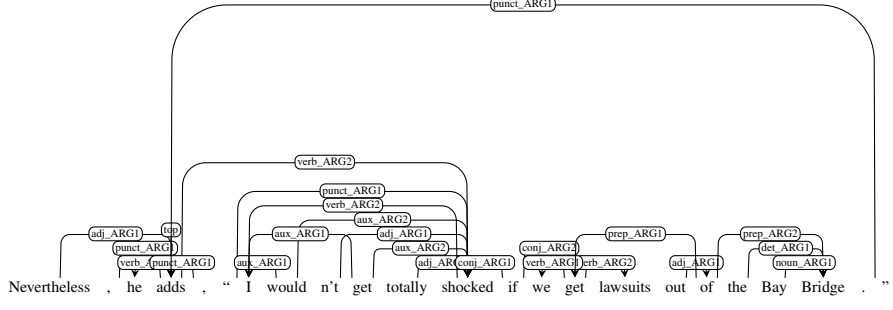 punct_ARG1
verb_ARG2
punct_ARG1
verb_ARG2
aux_ARG2
adj_ARG1 top aux_ARG1 adj_ARG1 prep_ARG1 prep_ARG2
punct_ARG1 aux_ARG2 conj_ARG2 det_ARG1
punct_ARG1 aux_ARG1 conj_ARG1 verb_ARG1 adj_ARG1 noun_ARG1
Nevertheless , he adds , “ I would n't get totally shocked if we get lawsuits out of the Bay Bridge . ”